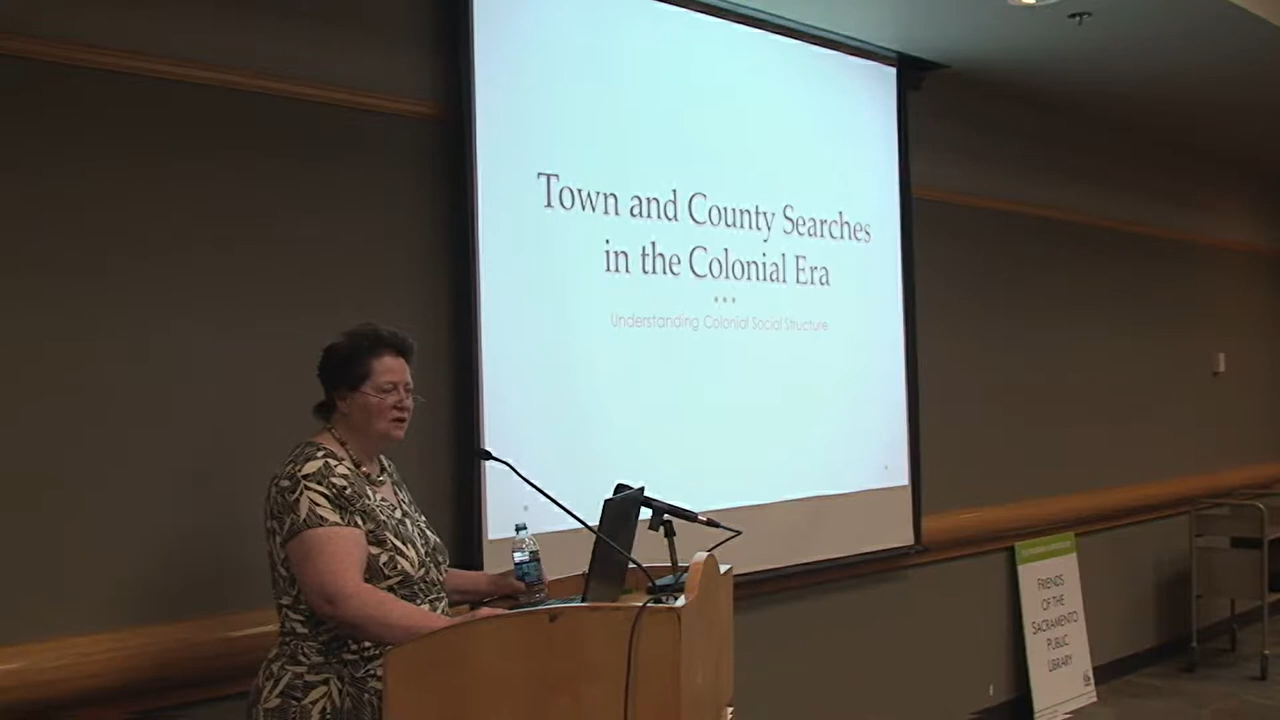 Town and County Searches
in the Colonial Era
Understanding Colonial Social Structure
FRIENDS
OF THE
SACRAMENTO
PUBLIC
LIBRARY